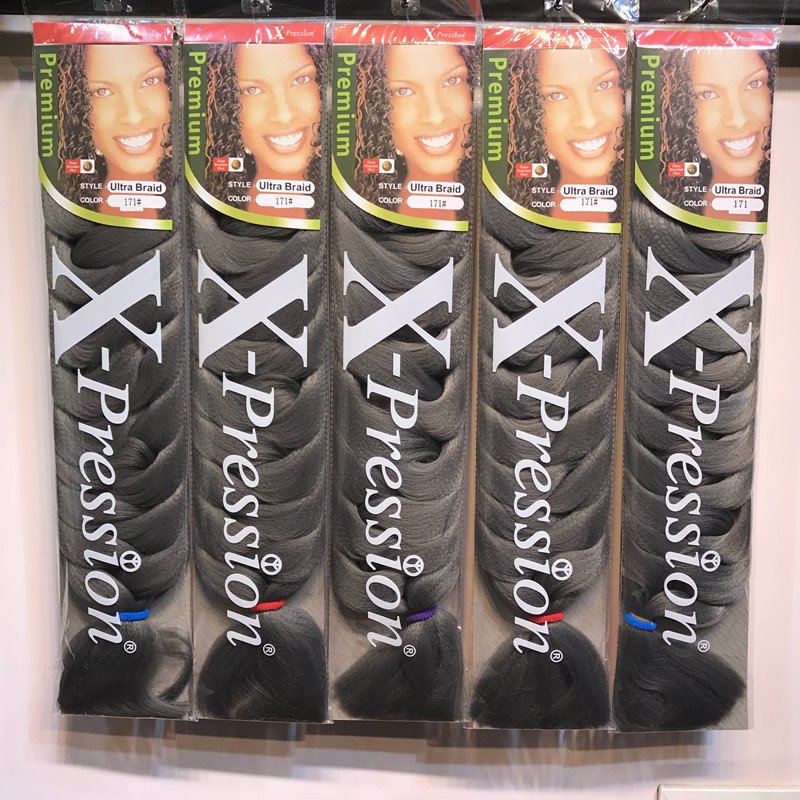 X-Pression
Premium
STYLE : Ultra Braid
COLOR : 171#
X-Pression®
X-Pression
Premium
STYLE : Ultra Braid
COLOR : 171#
X-Pression®
X-Pression
Premium
STYLE : Ultra Braid
COLOR : 171#
X-Pression®
X-Pression
Premium
STYLE : Ultra Braid
COLOR : 171#
X-Pression®
X-Pression
Premium
STYLE : Ultra Braid
COLOR : 171
X-Pression®